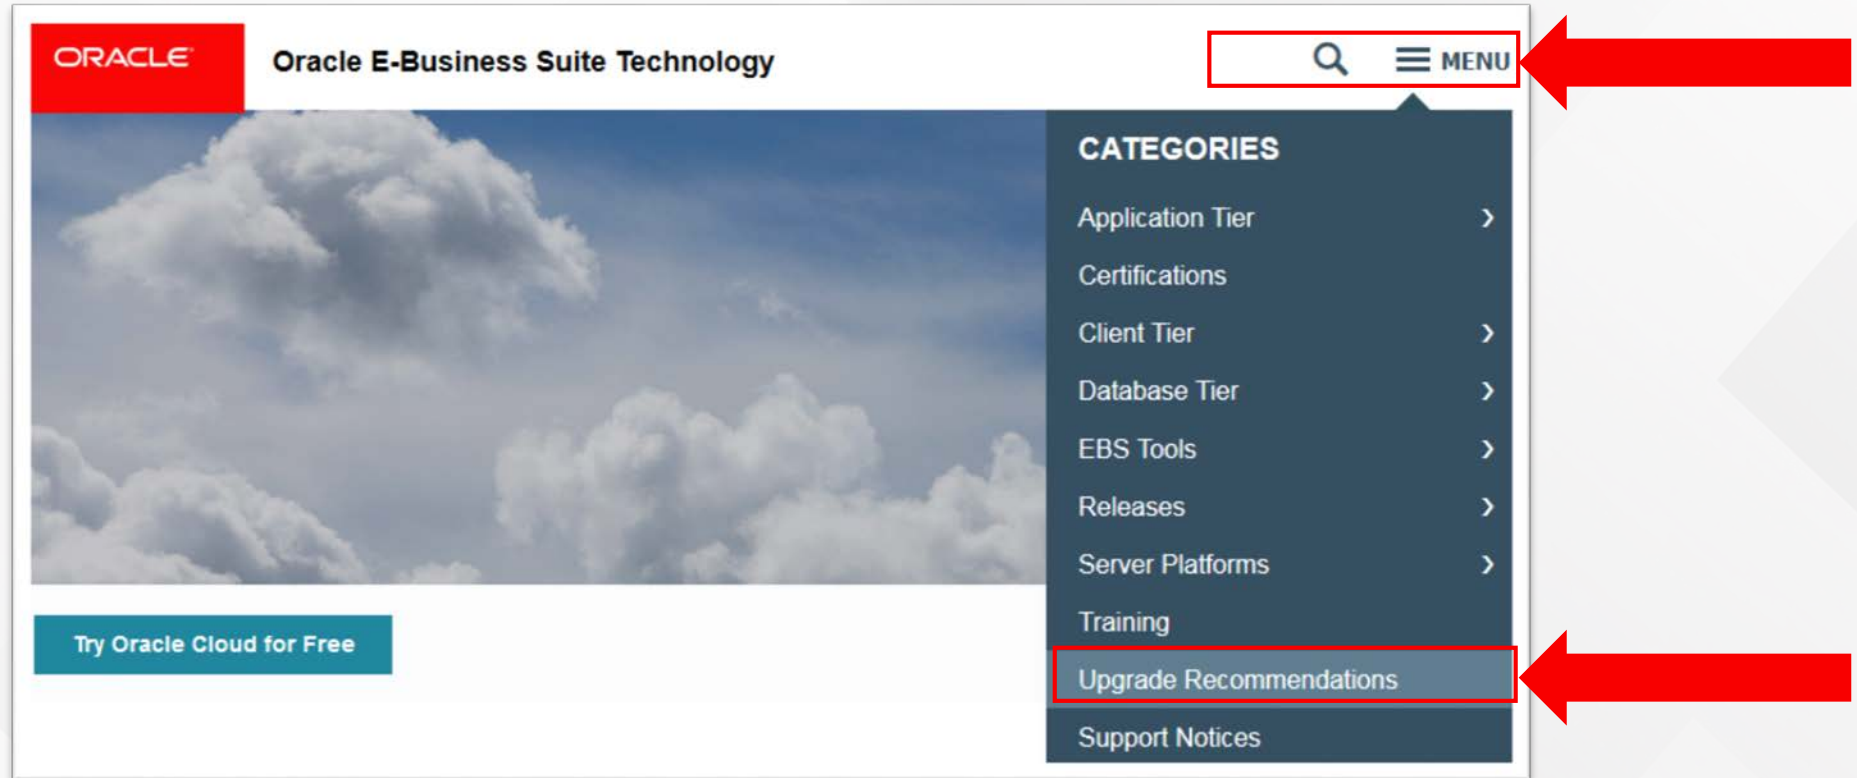 ORACLE
Oracle E-Business Suite Technology
MENU
CATEGORIES
Application Tier
Certifications
Client Tier
Database Tier
EBS Tools
Releases
Server Platforms
Training
Upgrade Recommendations
Support Notices
Try Oracle Cloud for Free